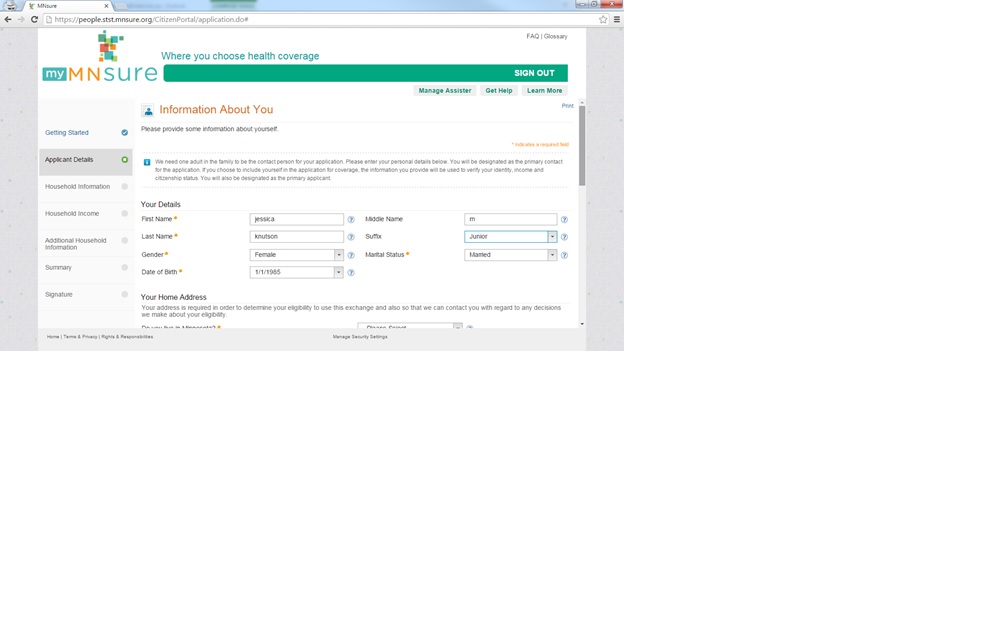 MNsure
https://people.stst.mnsure.org/CitizenPortal/application.do#
FAQ | Glossary
Where you choose health coverage
my MNsure
SIGN OUT
Manage Assister Get Help Learn More
Print
Information About You
Please provide some information about yourself.
* Indicates a required field
We need one adult in the family to be the contact person for your application. Please enter your personal details below. You will be designated as the primary contact
for the application. If you choose to include yourself in the application for coverage, the information you provide will be used to verify your identity, income and
citizenship status. You will also be designated as the primary applicant.
Getting Started
Applicant Details
Household Information
Household Income
Additional Household
Information
Summary
Signature
Your Details
First Name * jessica ? Middle Name m ?
Last Name * knutson ? Suffix Junior ?
Gender * Female ? Marital Status * Married ?
Date of Birth * 1/1/1985 ?
Your Home Address
Your address is required in order to determine your eligibility to use this exchange and also so that we can contact you with regard to any decisions
we make about your eligibility.
Do you live in Minnesota? * Please Select
Home | Terms & Privacy | Rights & Responsibilities
Manage Security Settings